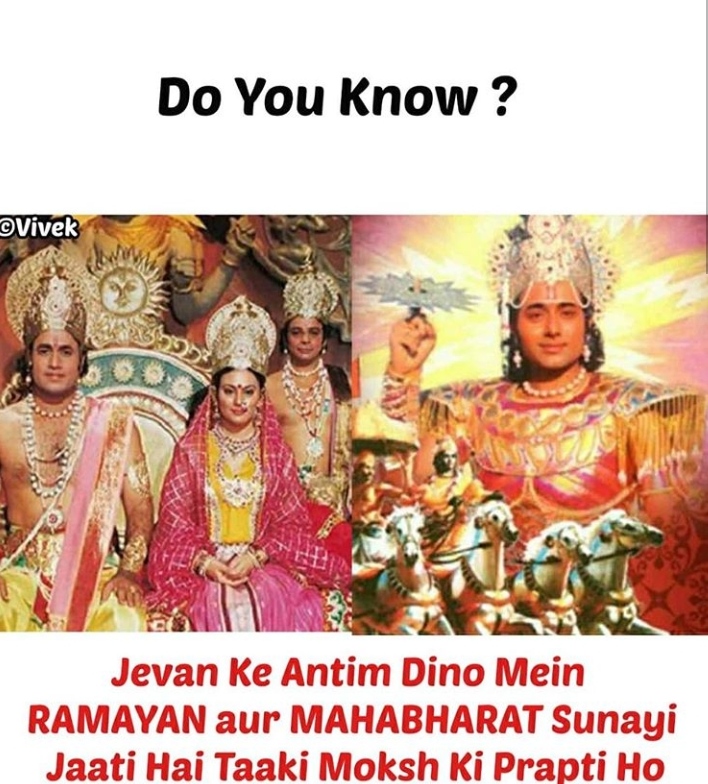 Do You Know ?
©Vivek
Jevan Ke Antim Dino Mein
RAMAYAN aur MAHABHARAT Sunayi
Jaati Hai Taaki Moksh Ki Prapti Ho